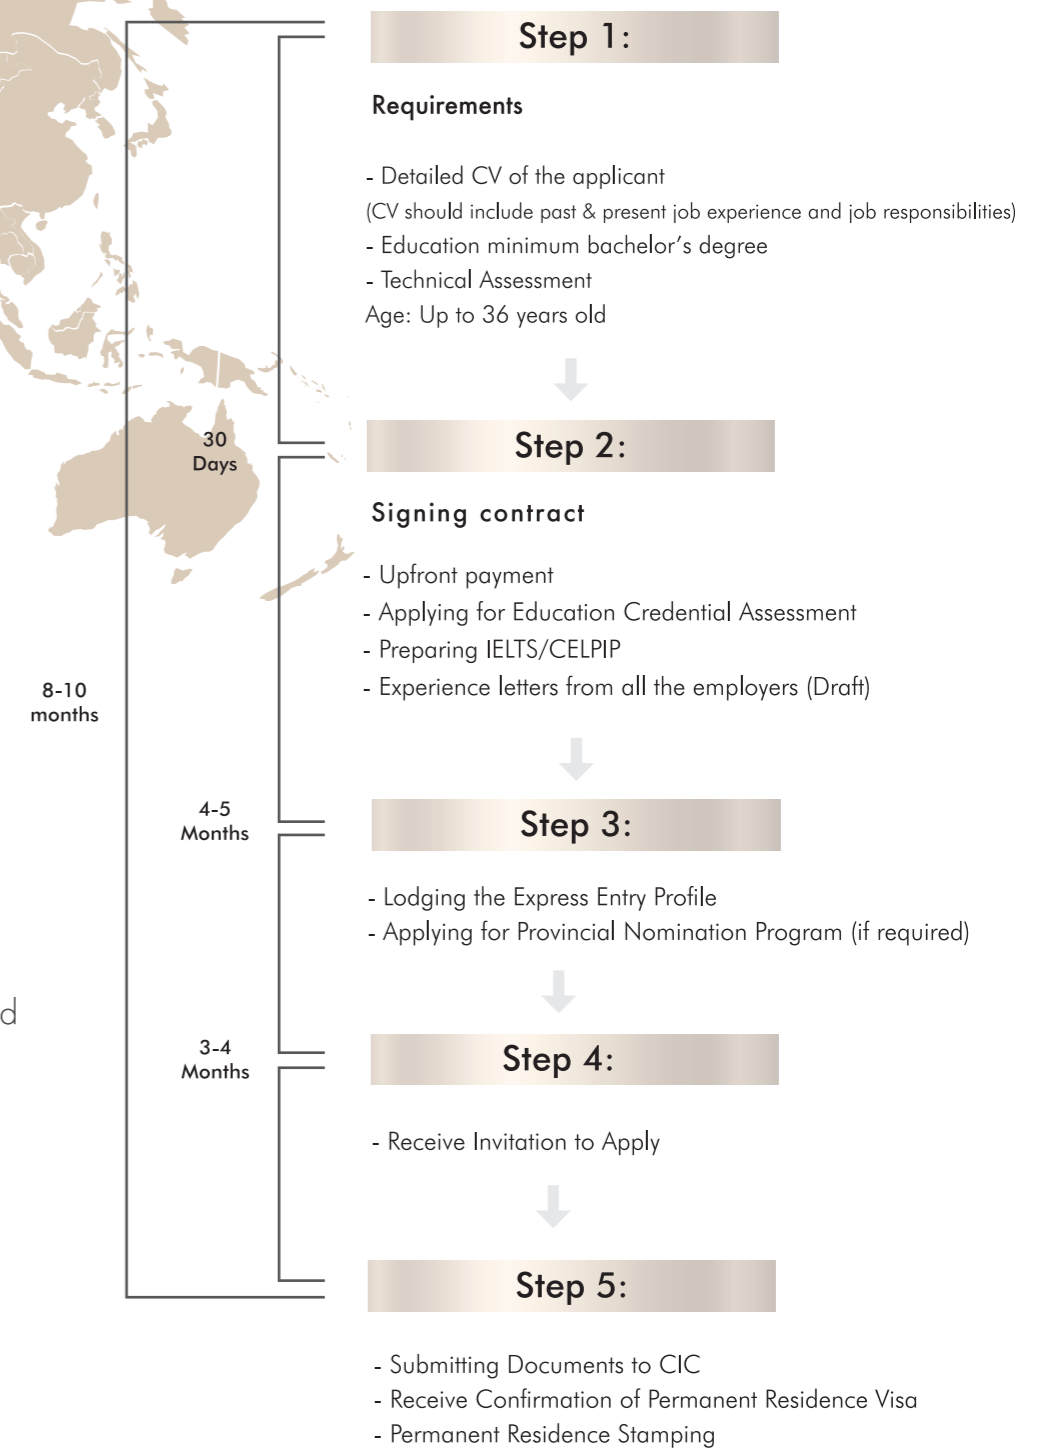 Step 1:
Requirements
- Detailed CV of the applicant
(CV should include past & present job experience and job responsibilities)
- Education minimum bachelor’s degree
- Technical Assessment
Age: Up to 36 years old
30
Days
Step 2:
Signing contract
- Upfront payment
- Applying for Education Credential Assessment
- Preparing IELTS/CELPIP
- Experience letters from all the employers (Draft)
8-10
months
4-5
Months
Step 3:
- Lodging the Express Entry Profile
- Applying for Provincial Nomination Program (if required)
d
3-4
Months
Step 4:
- Receive Invitation to Apply
Step 5:
- Submitting Documents to CIC
- Receive Confirmation of Permanent Residence Visa
- Permanent Residence Stamping